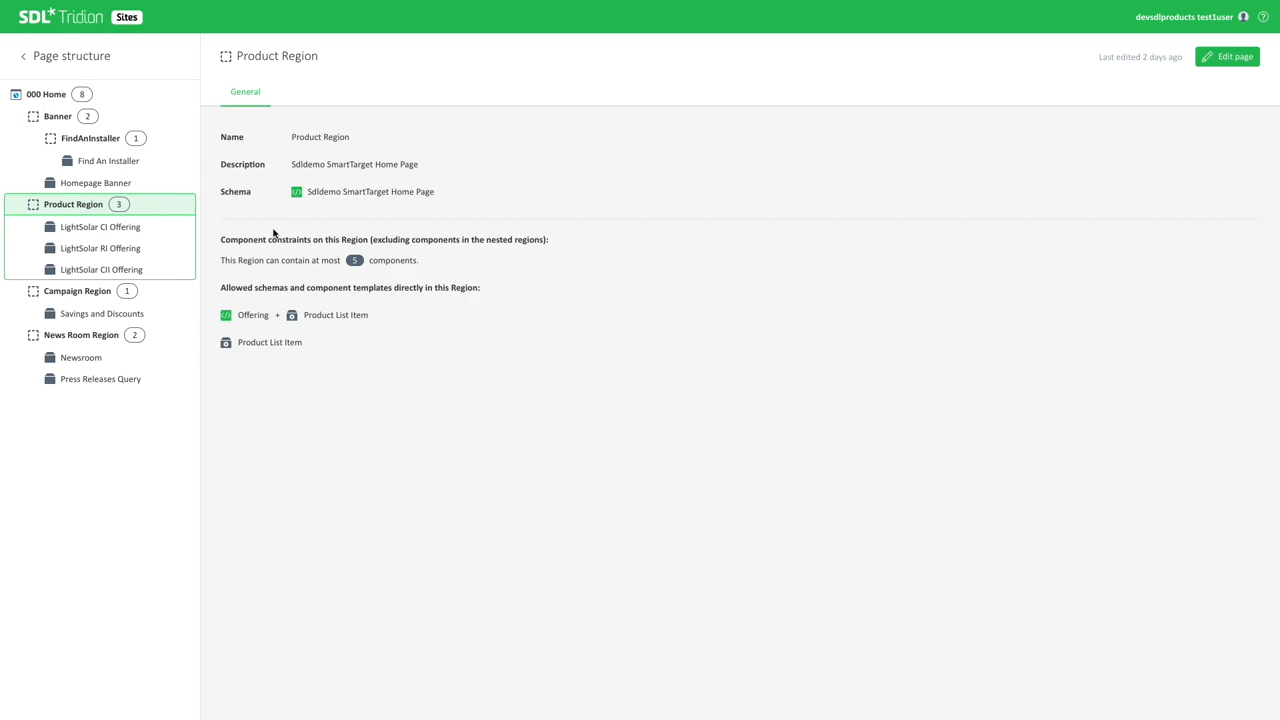 SDL* Tridion Sites
devsdlproducts test1user
?
Page structure
Product Region
Last edited 2 days ago
Edit page
General
000 Home 8
Banner 2
FindAnInstaller 1
Find An Installer
Homepage Banner
Product Region 3
LightSolar CI Offering
LightSolar RI Offering
LightSolar CII Offering
Campaign Region 1
Savings and Discounts
News Room Region 2
Newsroom
Press Releases Query
Name Product Region
Description Sdldemo SmartTarget Home Page
Schema Sdldemo SmartTarget Home Page
Component constraints on this Region (excluding components in the nested regions):
This Region can contain at most 5 components.
Allowed schemas and component templates directly in this Region:
Offering + Product List Item
Product List Item